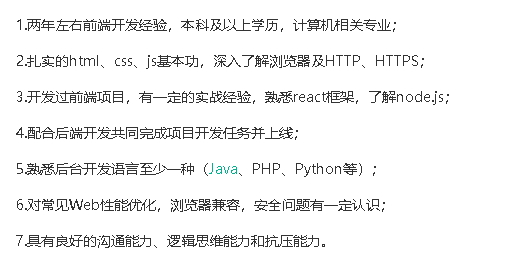 1.两年左右前端开发经验，本科及以上学历，计算机相关专业；
2.扎实的html、css、js基本功，深入了解浏览器及HTTP、HTTPS；
3.开发过前端项目，有一定的实战经验，熟悉react框架，了解node.js；
4.配合后端开发共同完成项目开发任务并上线；
5.熟悉后台开发语言至少一种（Java、PHP、Python等）；
6.对常见Web性能优化，浏览器兼容，安全问题有一定认识；
7.具有良好的沟通能力、逻辑思维能力和抗压能力。